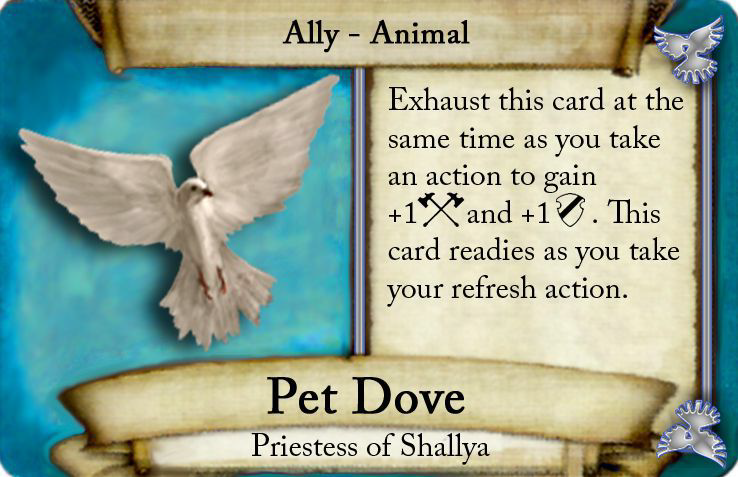 Ally - Animal
Exhaust this card at the
same time as you take
an action to gain
+1 and +1 . This
card readies as you take
your refresh action.
Pet Dove
Priestess of Shallya